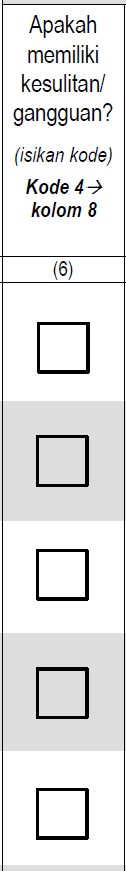 Apakah
memiliki
kesulitan/
gangguan?
(isikan kode)
Kode 4→
kolom 8
(6)